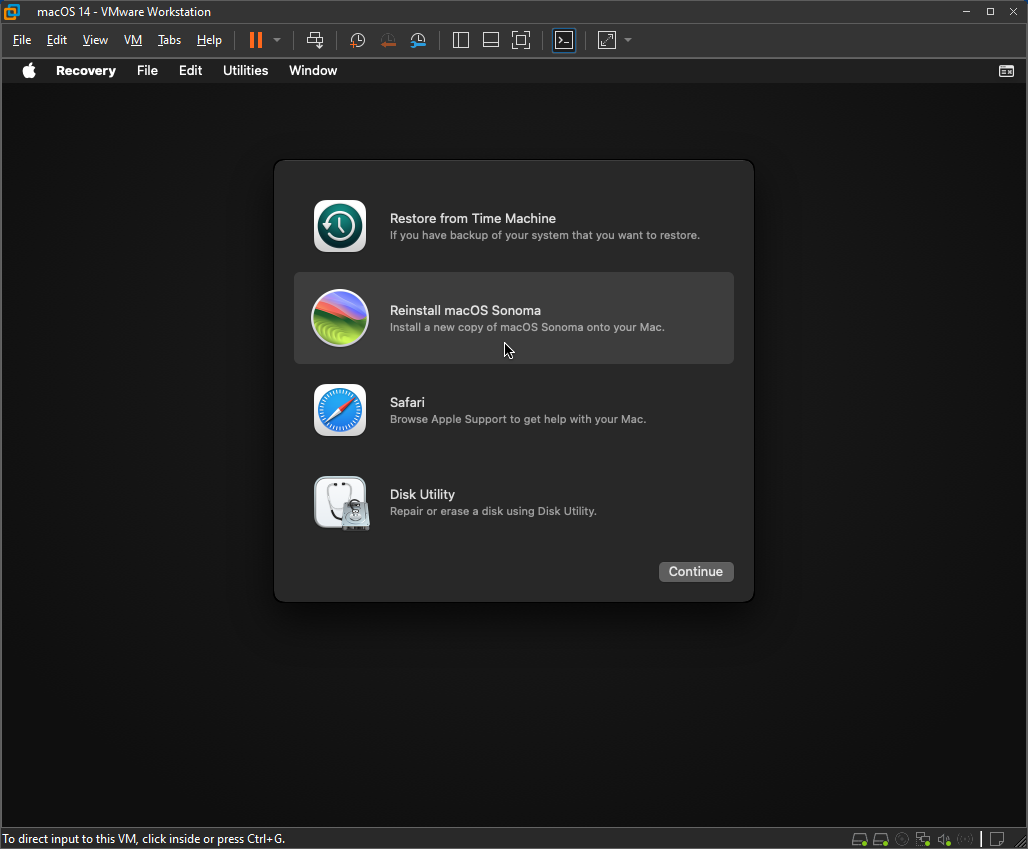 macOS 14 - VMware Workstation
File Edit View VM Tabs Help
Recovery File Edit Utilities Window
Restore from Time Machine
If you have backup of your system that you want to restore.
Reinstall macOS Sonoma
Install a new copy of macOS Sonoma onto your Mac.
Safari
Browse Apple Support to get help with your Mac.
Disk Utility
Repair or erase a disk using Disk Utility.
Continue
To direct input to this VM, click inside or press Ctrl+G.